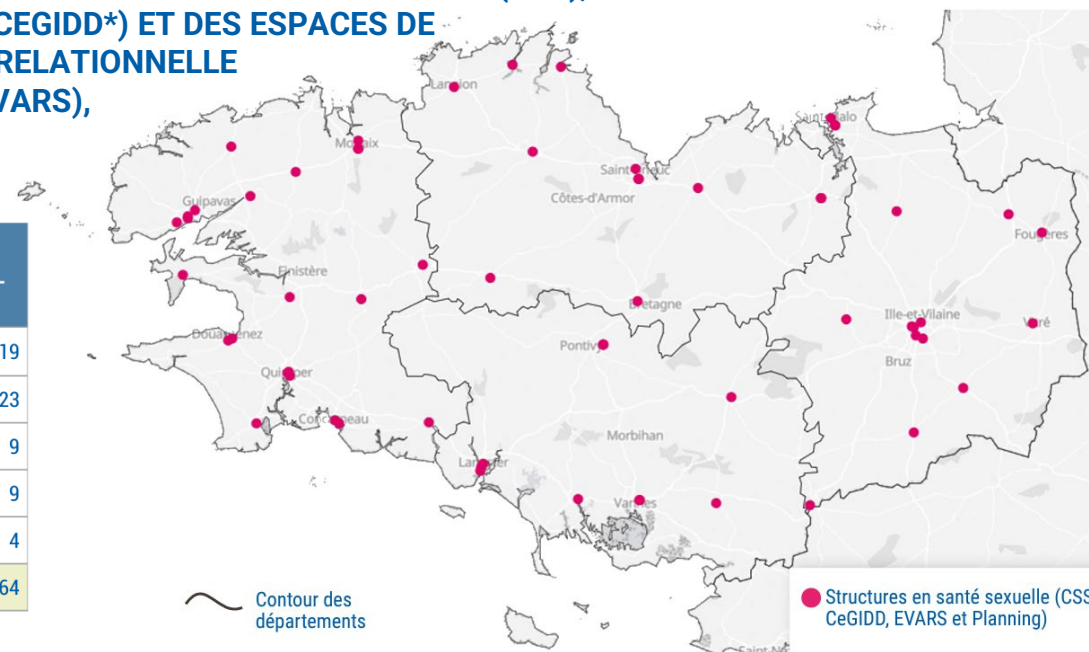 CEGIDD*) ET DES ESPACES DE
RELATIONNELLE
VARS),
19
23
9
9
4
64
Lannion
Saint-Malo
Morlaix
Saint-Brieuc
Côtes-d'Armor
Guipavas
Fougères
Finistère
Bretagne
Ille-et-Vilaine
Vitré
Douarnenez
Pontivy
Bruz
Quimper
Concarneau
Morbihan
Vannes
Contour des
départements
Structures en santé sexuelle (CSS
CeGIDD, EVARS et Planning)